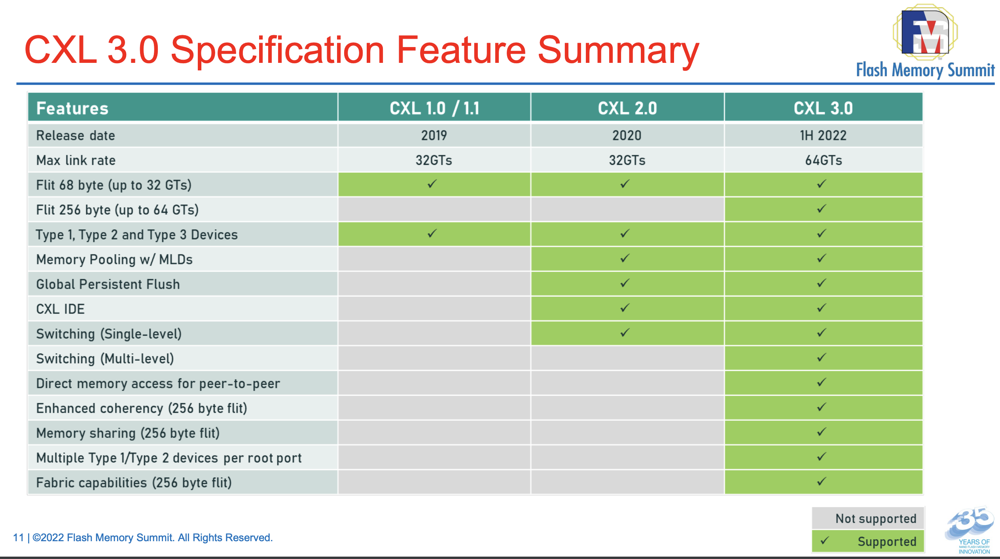 CXL 3.0 Specification Feature Summary
™
Flash Memory Summit
Features CXL 1.0 / 1.1 CXL 2.0 CXL 3.0
Release date 2019 2020 1H 2022
Max link rate 32GTs 32GTs 64GTs
Flit 68 byte (up to 32 GTs) ✓ ✓ ✓
Flit 256 byte (up to 64 GTs) ✓
Type 1, Type 2 and Type 3 Devices ✓ ✓ ✓
Memory Pooling w/ MLDs ✓ ✓
Global Persistent Flush ✓ ✓
CXL IDE ✓ ✓
Switching (Single-level) ✓ ✓
Switching (Multi-level) ✓
Direct memory access for peer-to-peer ✓
Enhanced coherency (256 byte flit) ✓
Memory sharing (256 byte flit) ✓
Multiple Type 1/Type 2 devices per root port ✓
Fabric capabilities (256 byte flit) ✓
Not supported
✓ Supported
11 | ©2022 Flash Memory Summit. All Rights Reserved.
35
YEARS OF
NAND FLASH MEMORY
INNOVATION